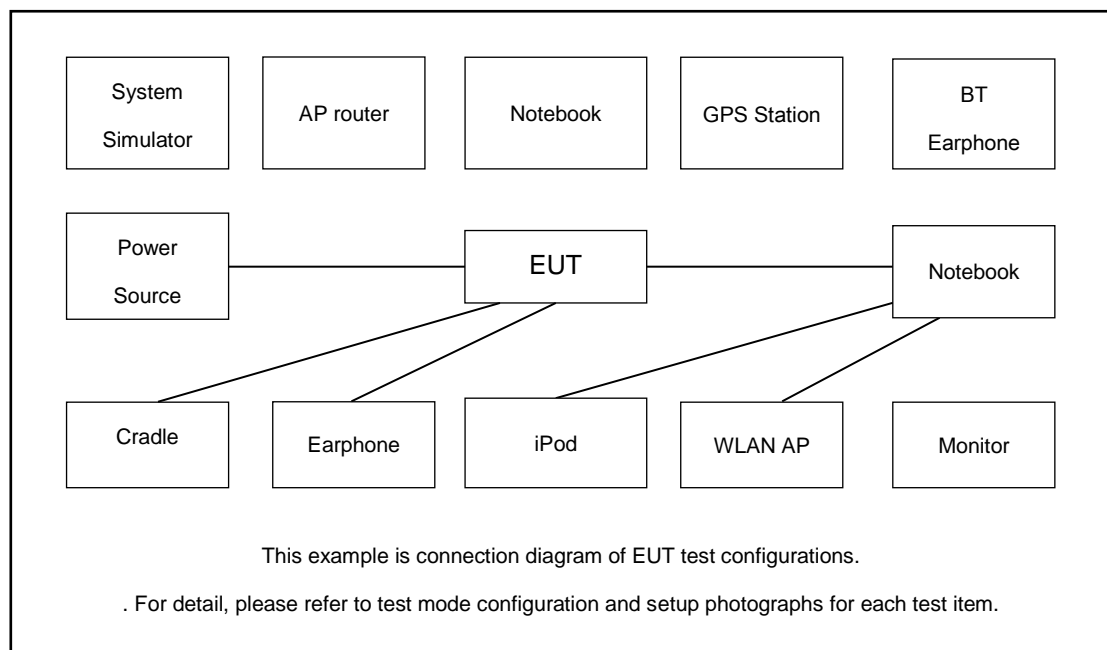 System
Simulator
AP router
Notebook
GPS Station
BT
Earphone
Power
Source
EUT
Notebook
Cradle
Earphone
iPod
WLAN AP
Monitor
This example is connection diagram of EUT test configurations.
. For detail, please refer to test mode configuration and setup photographs for each test item.